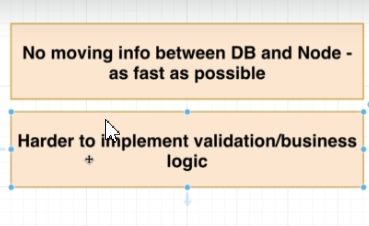 No moving info between DB and Node -
as fast as possible
Harder to implement validation/business
logic